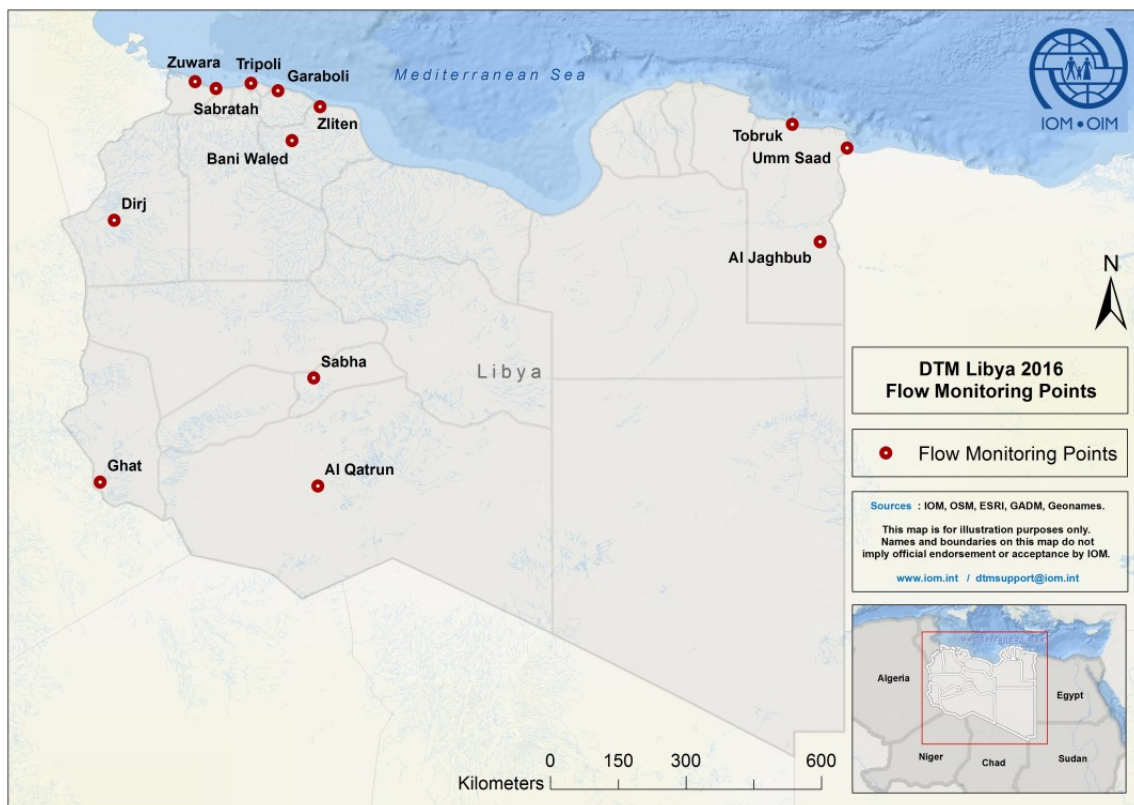 Zuwara
Tripoli
Garaboli
Sabratah
Zliten
Bani Waled
Mediterranean Sea
Tobruk
Umm Saad
IOM • OIM
Dirj
Al Jaghbub
N
Sabha
Libya
Ghat
Al Qatrun
DTM Libya 2016
Flow Monitoring Points
Flow Monitoring Points
Sources : IOM, OSM, ESRI, GADM, Geonames.
This map is for illustration purposes only.
Names and boundaries on this map do not
imply official endorsement or acceptance by IOM.
www.iom.int / dtmsupport@iom.int
Mediterranean Sea
Algeria
Egypt
Niger
Chad
Sudan
Kilometers
0 150 300 600